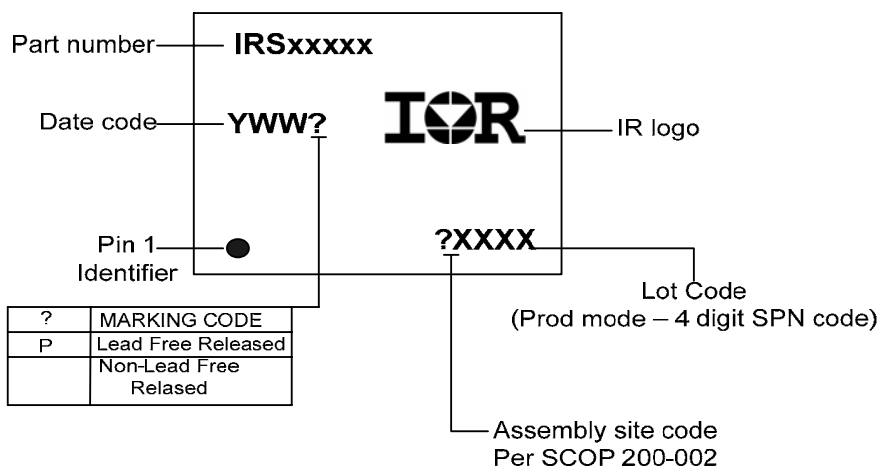 Part number
IRSxxxxx
Date code
YWW?
IOR
IR logo
Pin 1
Identifier
?XXXX
Lot Code
(Prod mode – 4 digit SPN code)
? MARKING CODE
P Lead Free Released
Non-Lead Free
Relased
Assembly site code
Per SCOP 200-002